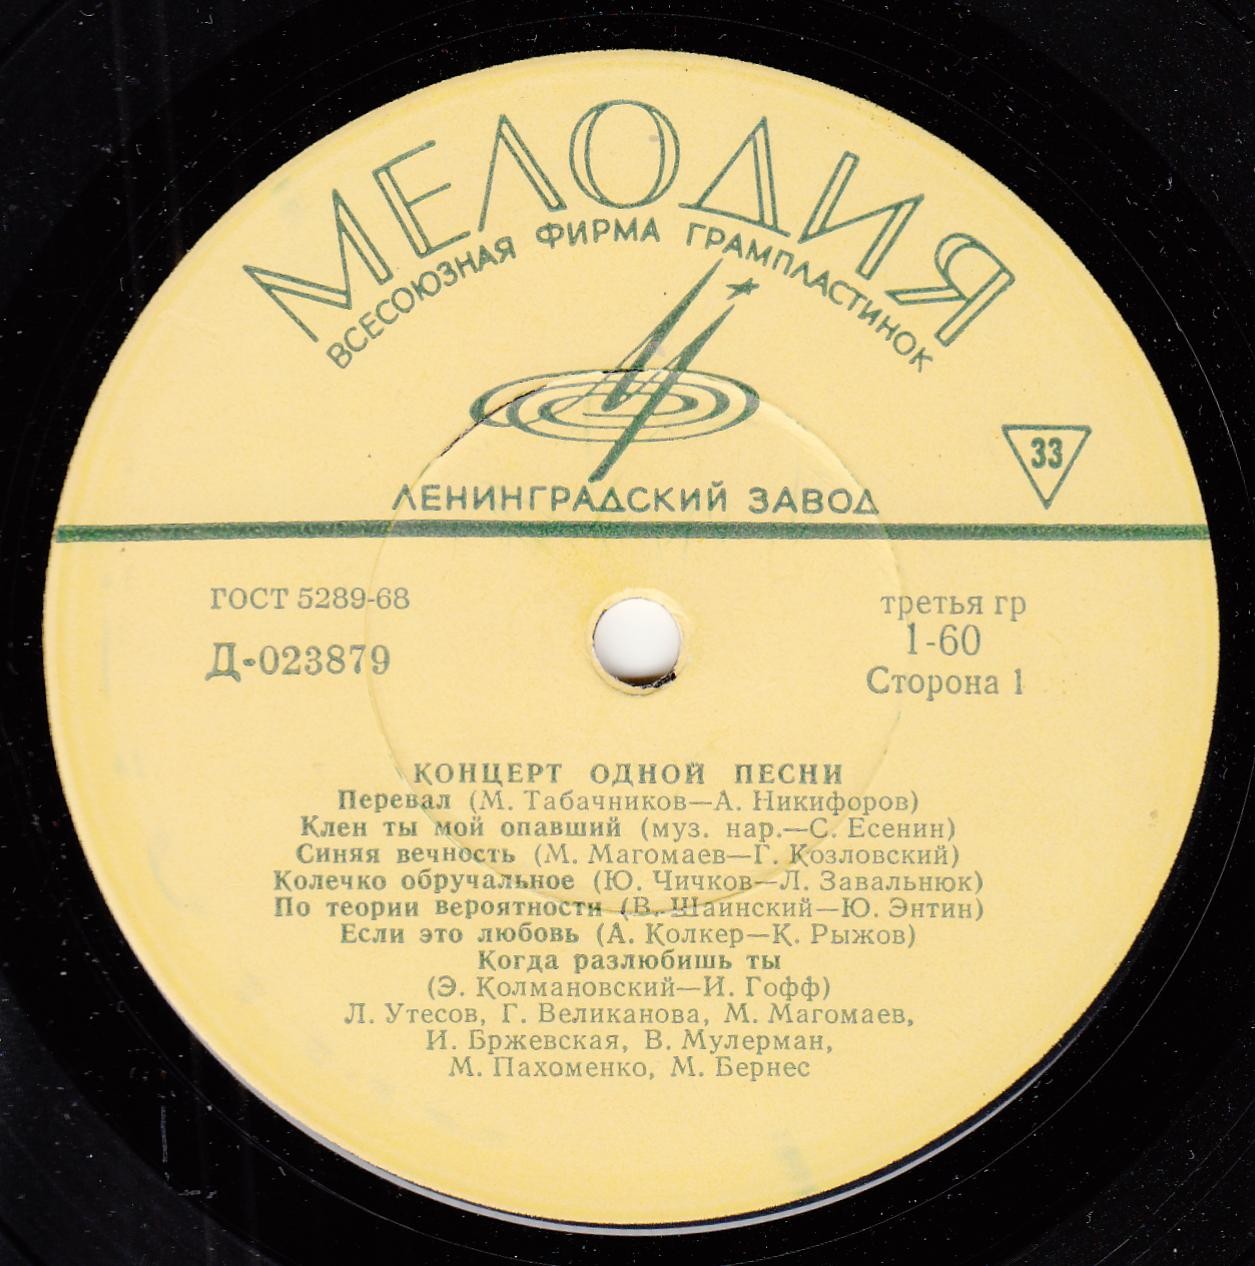 МЕЛОДИЯ
ВСЕСОЮЗНАЯ ФИРМА ГРАМПЛАСТИНОК
33
ЛЕНИНГРАДСКИЙ ЗАВОД
ГОСТ 5289-68
третья гр
Д-023879
1-60
Сторона 1
КОНЦЕРТ ОДНОЙ ПЕСНИ
Перевал (М. Табачников—А. Никифоров)
Клен ты мой опавший (муз. нар.—С. Есенин)
Синяя вечность (М. Магомаев—Г. Козловский)
Колечко обручальное (Ю. Чичков—Л. Завальнюк)
По теории вероятности (В. Шаинский—Ю. Энтин)
Если это любовь (А. Колкер—К. Рыжов)
Когда разлюбишь ты
(Э. Колмановский—И. Гофф)
Л. Утесов, Г. Великанова, М. Магомаев,
И. Бржевская, В. Мулерман,
М. Пахоменко, М. Бернес